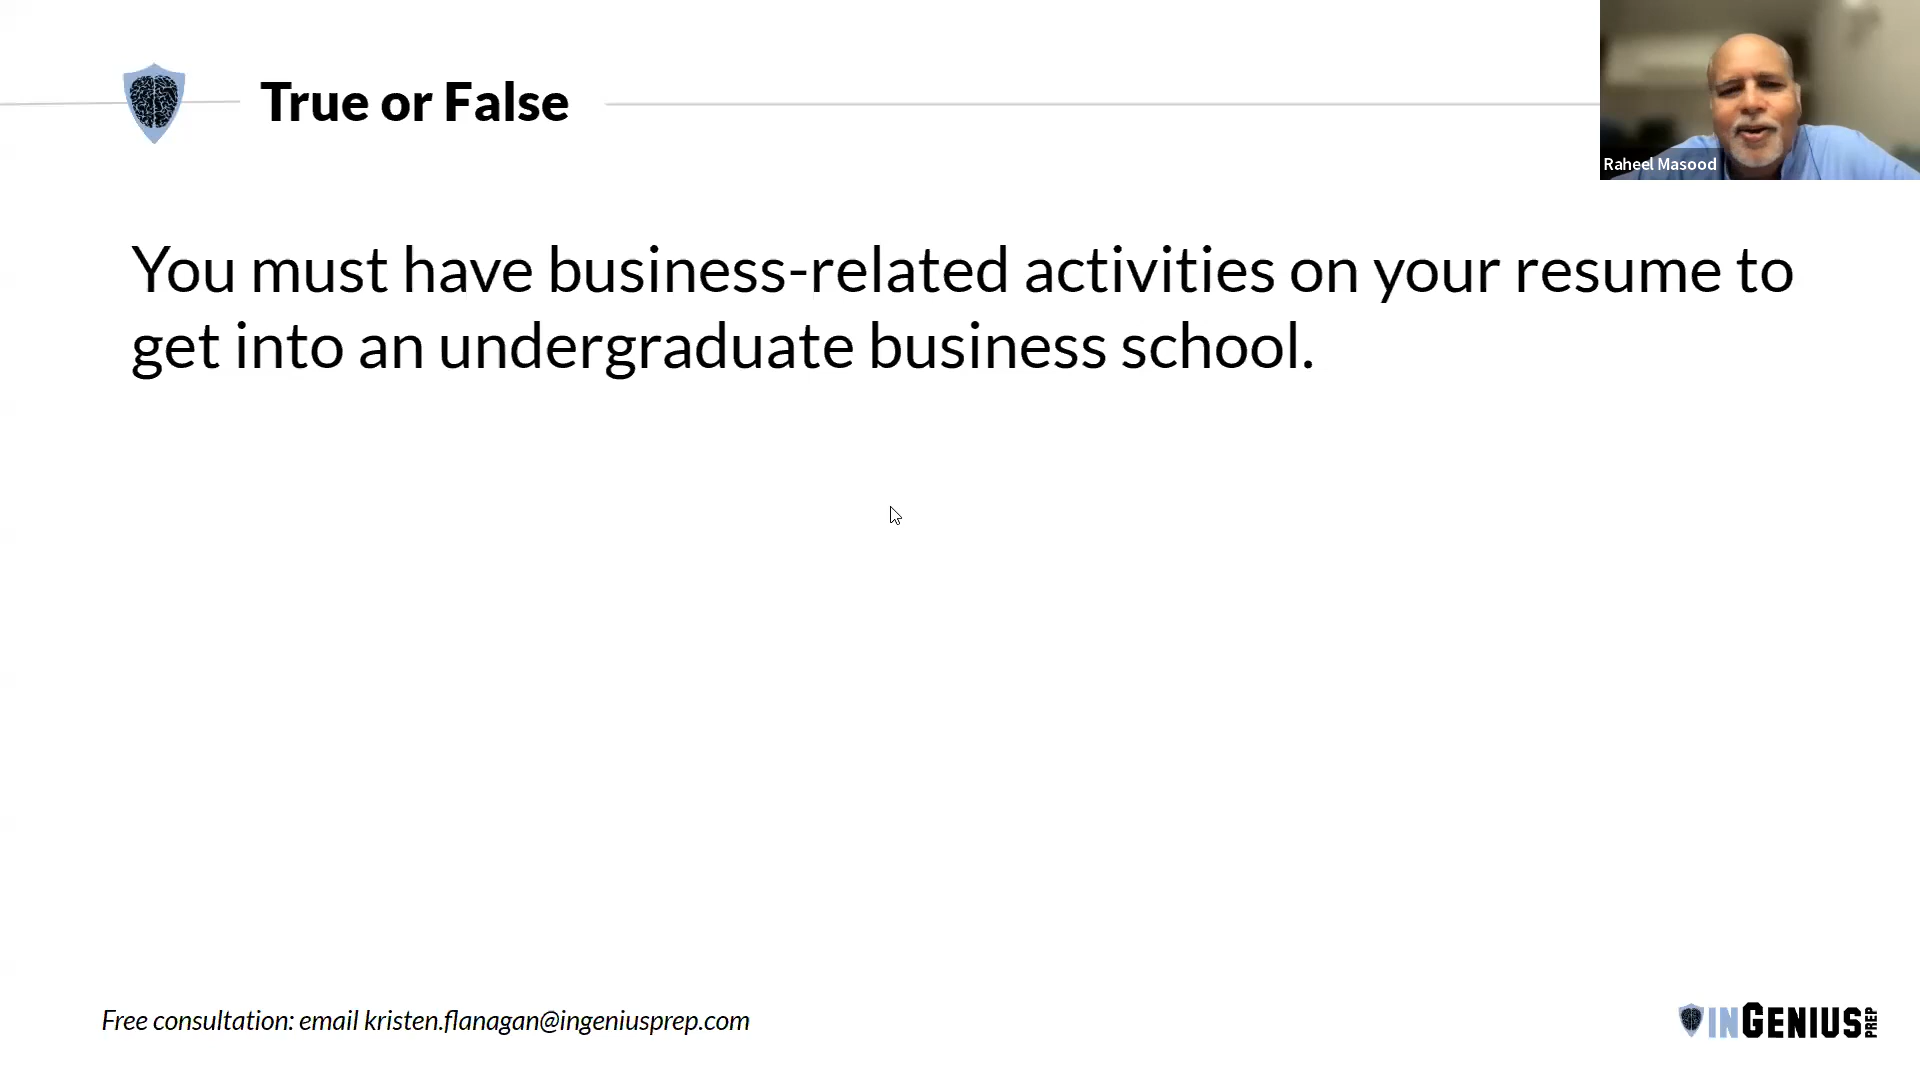 True or False
Raheel Masood
You must have business-related activities on your resume to
get into an undergraduate business school.
Free consultation: email kristen.flanagan@ingeniusprep.com
INGENIUS PREP